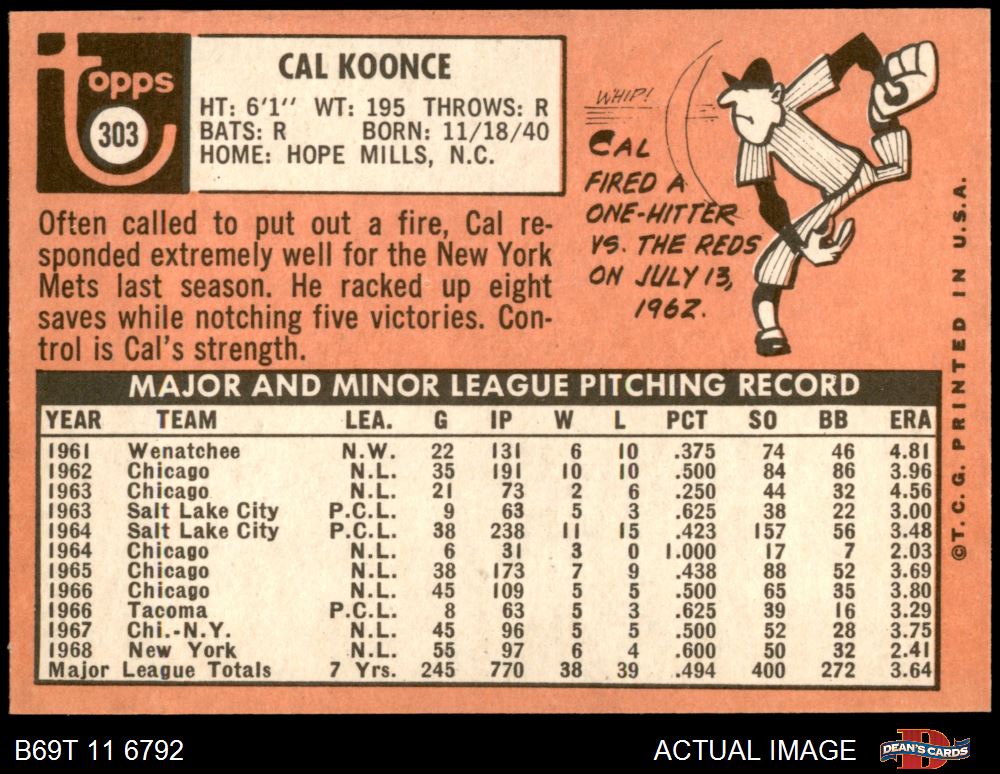 Topps
303
CAL KOONCE
HT: 6'1" WT: 195 THROWS: R
BATS: R BORN: 11/18/40
HOME: HOPE MILLS, N.C.
Often called to put out a fire, Cal re-
sponded extremely well for the New York
Mets last season. He racked up eight
saves while notching five victories. Con-
trol is Cal's strength.
WHIP!
CAL
FIRED A
ONE-HITTER
VS. THE REDS
ON JULY 13,
1962.
MAJOR AND MINOR LEAGUE PITCHING RECORD
YEAR TEAM LEA. G IP W L PCT SO BB ERA
1961 Wenatchee N.W. 22 131 6 10 .375 74 46 4.81
1962 Chicago N.L. 35 191 10 10 .500 84 86 3.96
1963 Chicago N.L. 21 73 2 6 .250 44 32 4.56
1963 Salt Lake City P.C.L. 9 63 5 3 .625 38 22 3.00
1964 Salt Lake City P.C.L. 38 238 11 15 .423 157 56 3.48
1964 Chicago N.L. 6 31 3 0 1.000 17 7 2.03
1965 Chicago N.L. 38 173 7 9 .438 88 52 3.69
1966 Chicago N.L. 45 109 5 5 .500 65 35 3.80
1966 Tacoma P.C.L. 8 63 5 3 .625 39 16 3.29
1967 Chi.-N.Y. N.L. 45 96 5 5 .500 52 28 3.75
1968 New York N.L. 55 97 6 4 .600 50 32 2.41
Major League Totals 7 Yrs. 245 770 38 39 .494 400 272 3.64
©T.C.G. PRINTED IN U.S.A.
B69T 11 6792
ACTUAL IMAGE
DEAN'S CARDS